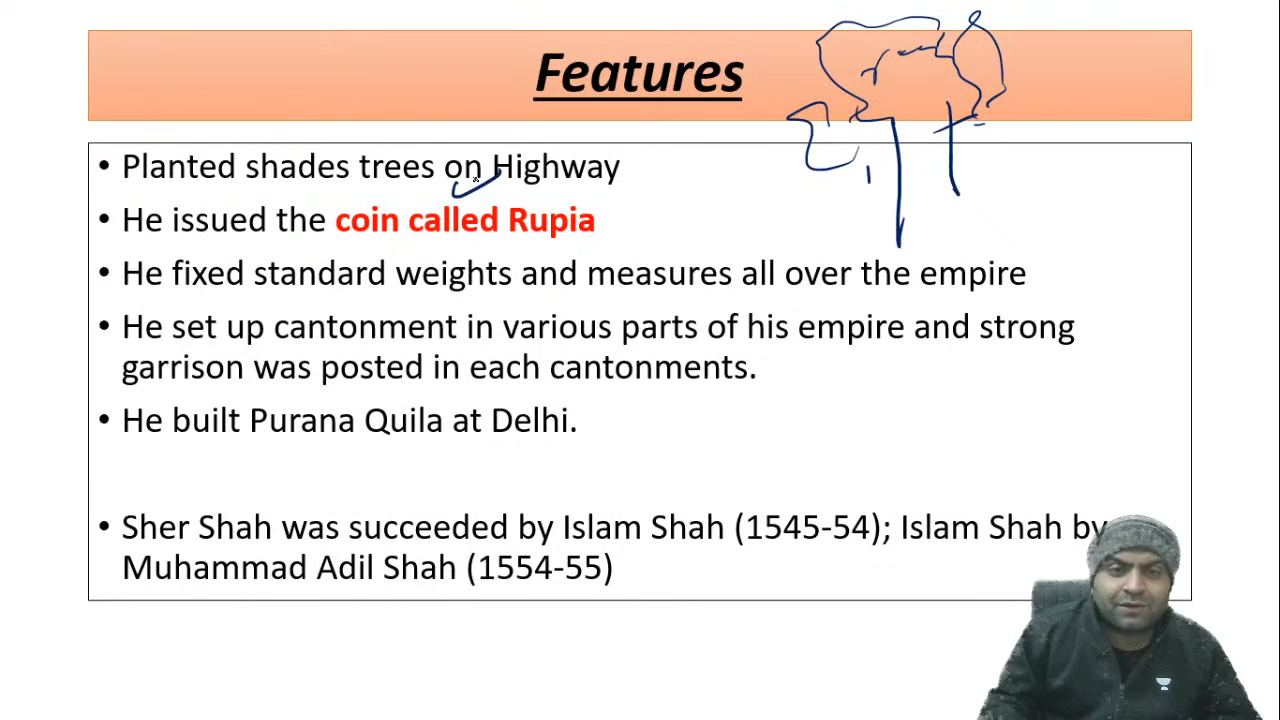 Features
• Planted shades trees on Highway
• He issued the coin called Rupia
• He fixed standard weights and measures all over the empire
• He set up cantonment in various parts of his empire and strong
garrison was posted in each cantonments.
• He built Purana Quila at Delhi.
• Sher Shah was succeeded by Islam Shah (1545-54); Islam Shah by
Muhammad Adil Shah (1554-55)